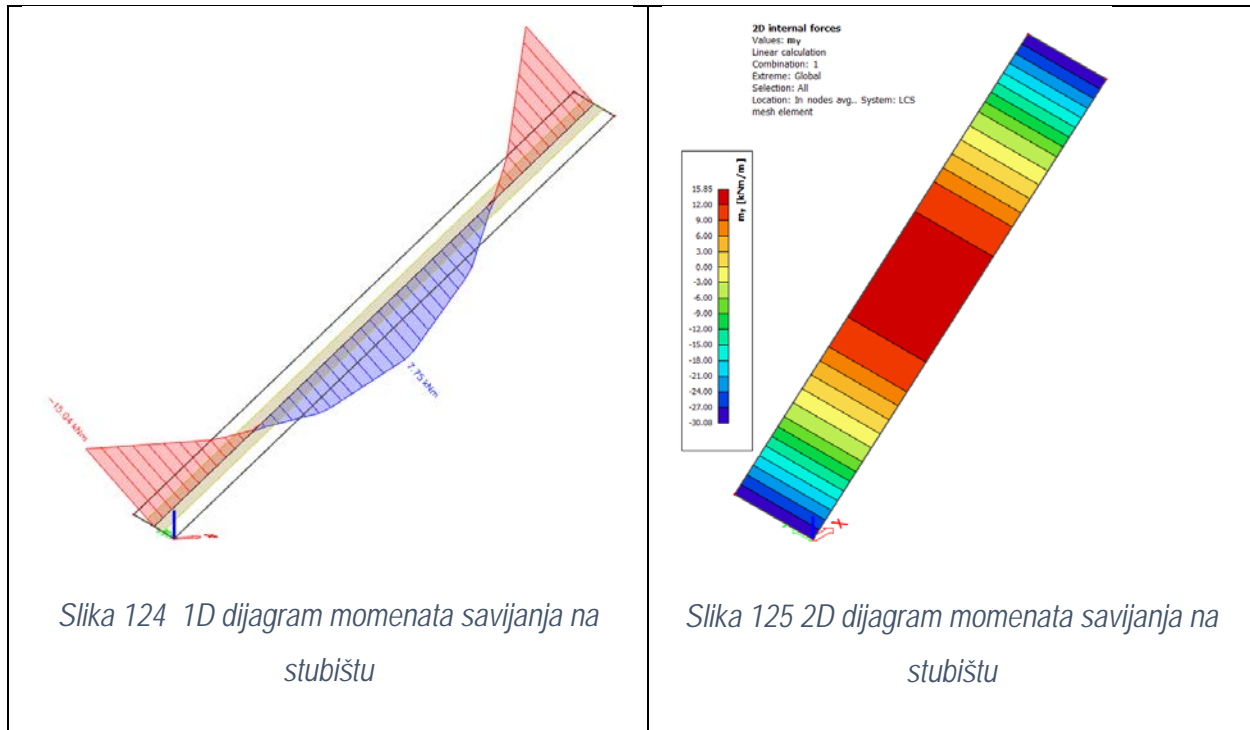 -15.04 kNm
7.75 kNm
Slika 124 1D dijagram momenata savijanja na
stubištu
2D internal forces
Values: my
Linear calculation
Combination: 1
Extreme: Global
Selection: All
Location: In nodes avg.. System: LCS
mesh element
my [kNm/m]
15.85
12.00
9.00
6.00
3.00
0.00
-3.00
-6.00
-9.00
-12.00
-15.00
-18.00
-21.00
-24.00
-27.00
-30.08
X
Slika 125 2D dijagram momenata savijanja na
stubištu